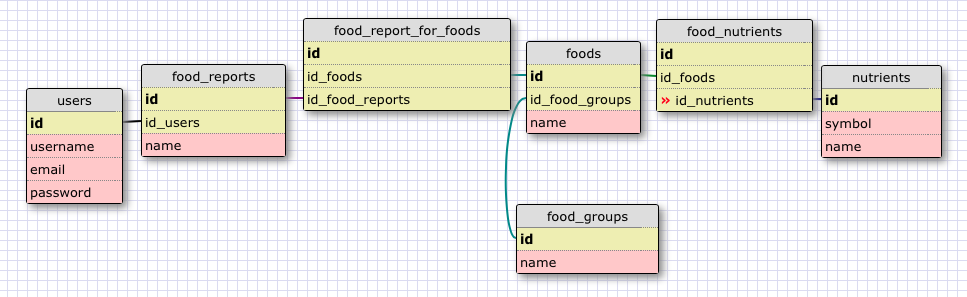 users
id
username
email
password
food_reports
id
id_users
name
food_report_for_foods
id
id_foods
id_food_reports
foods
id
id_food_groups
name
food_groups
id
name
food_nutrients
id
id_foods
» id_nutrients
nutrients
id
symbol
name